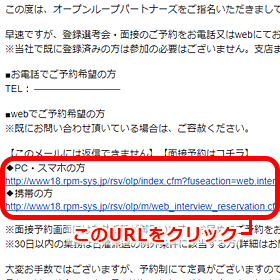 この度は、オープンループパートナーズをご指名いただきまして
早速ですが、登録選考会・面接のご予約をお電話又はwebにてお
※当社で既に登録済みの方は参加の必要はございません。支店ま
■お電話でご予約希望の方
TEL：
■webでご予約希望の方
※既にお問い合わせ頂いている場合は、ご容赦ください。
【このメールには返信できません】【面接予約はコチラ】
◆PC・スマホの方
http://www18.rpm-sys.jp/rsv/olp/index.cfm?fuseaction=web.inter
◆携帯の方
http://www18.rpm-sys.jp/rsv/olp/m/web_interview_reservation.cf
このURLをクリック
※面接予約画面に
ご予約をお
※30日以内の
大変お手数ではございますが、予約制にて定員がございます